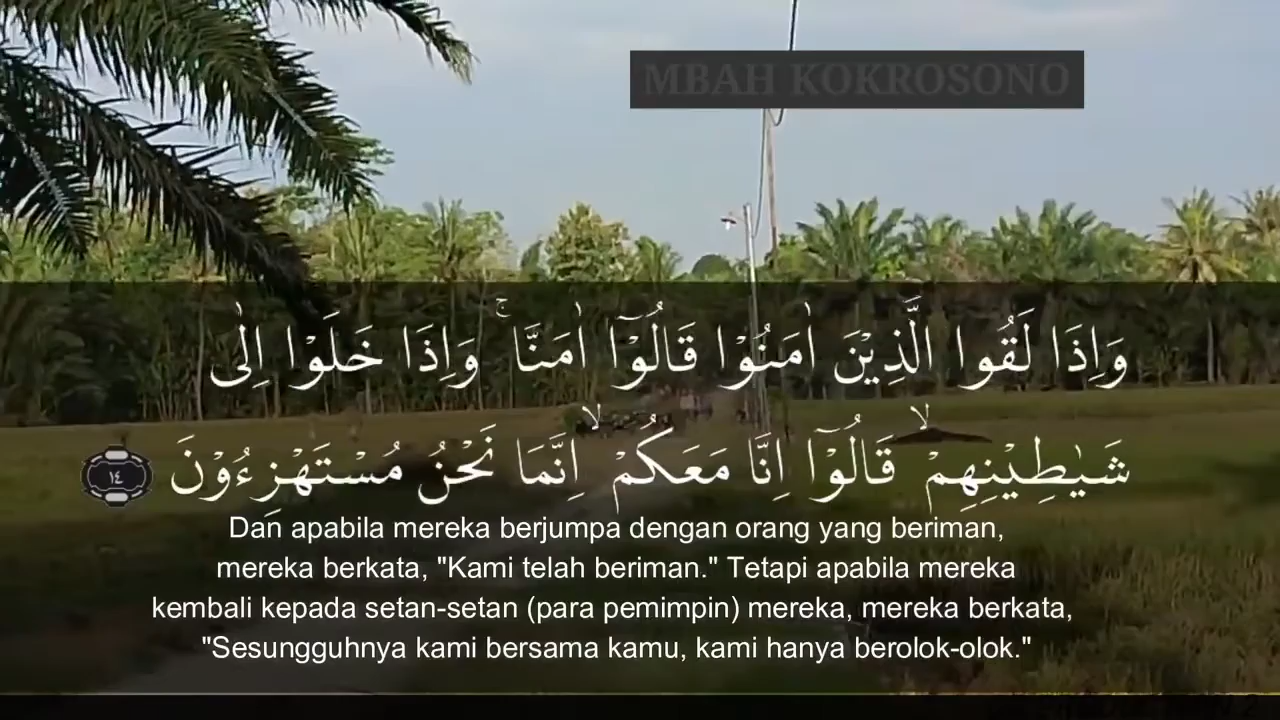 MBAH KOKROSONO
وَاِذَا لَقُوا الَّذِيْنَ اٰمَنُوْا قَالُوْٓا اٰمَنَّا ۚ وَاِذَا خَلَوْا اِلٰى
شَيٰطِيْنِهِمْ ۙ قَالُوْٓا اِنَّا مَعَكُمْ ۙ اِنَّمَا نَحْنُ مُسْتَهْزِءُوْنَ ١٤
Dan apabila mereka berjumpa dengan orang yang beriman,
mereka berkata, "Kami telah beriman." Tetapi apabila mereka
kembali kepada setan-setan (para pemimpin) mereka, mereka berkata,
"Sesungguhnya kami bersama kamu, kami hanya berolok-olok."